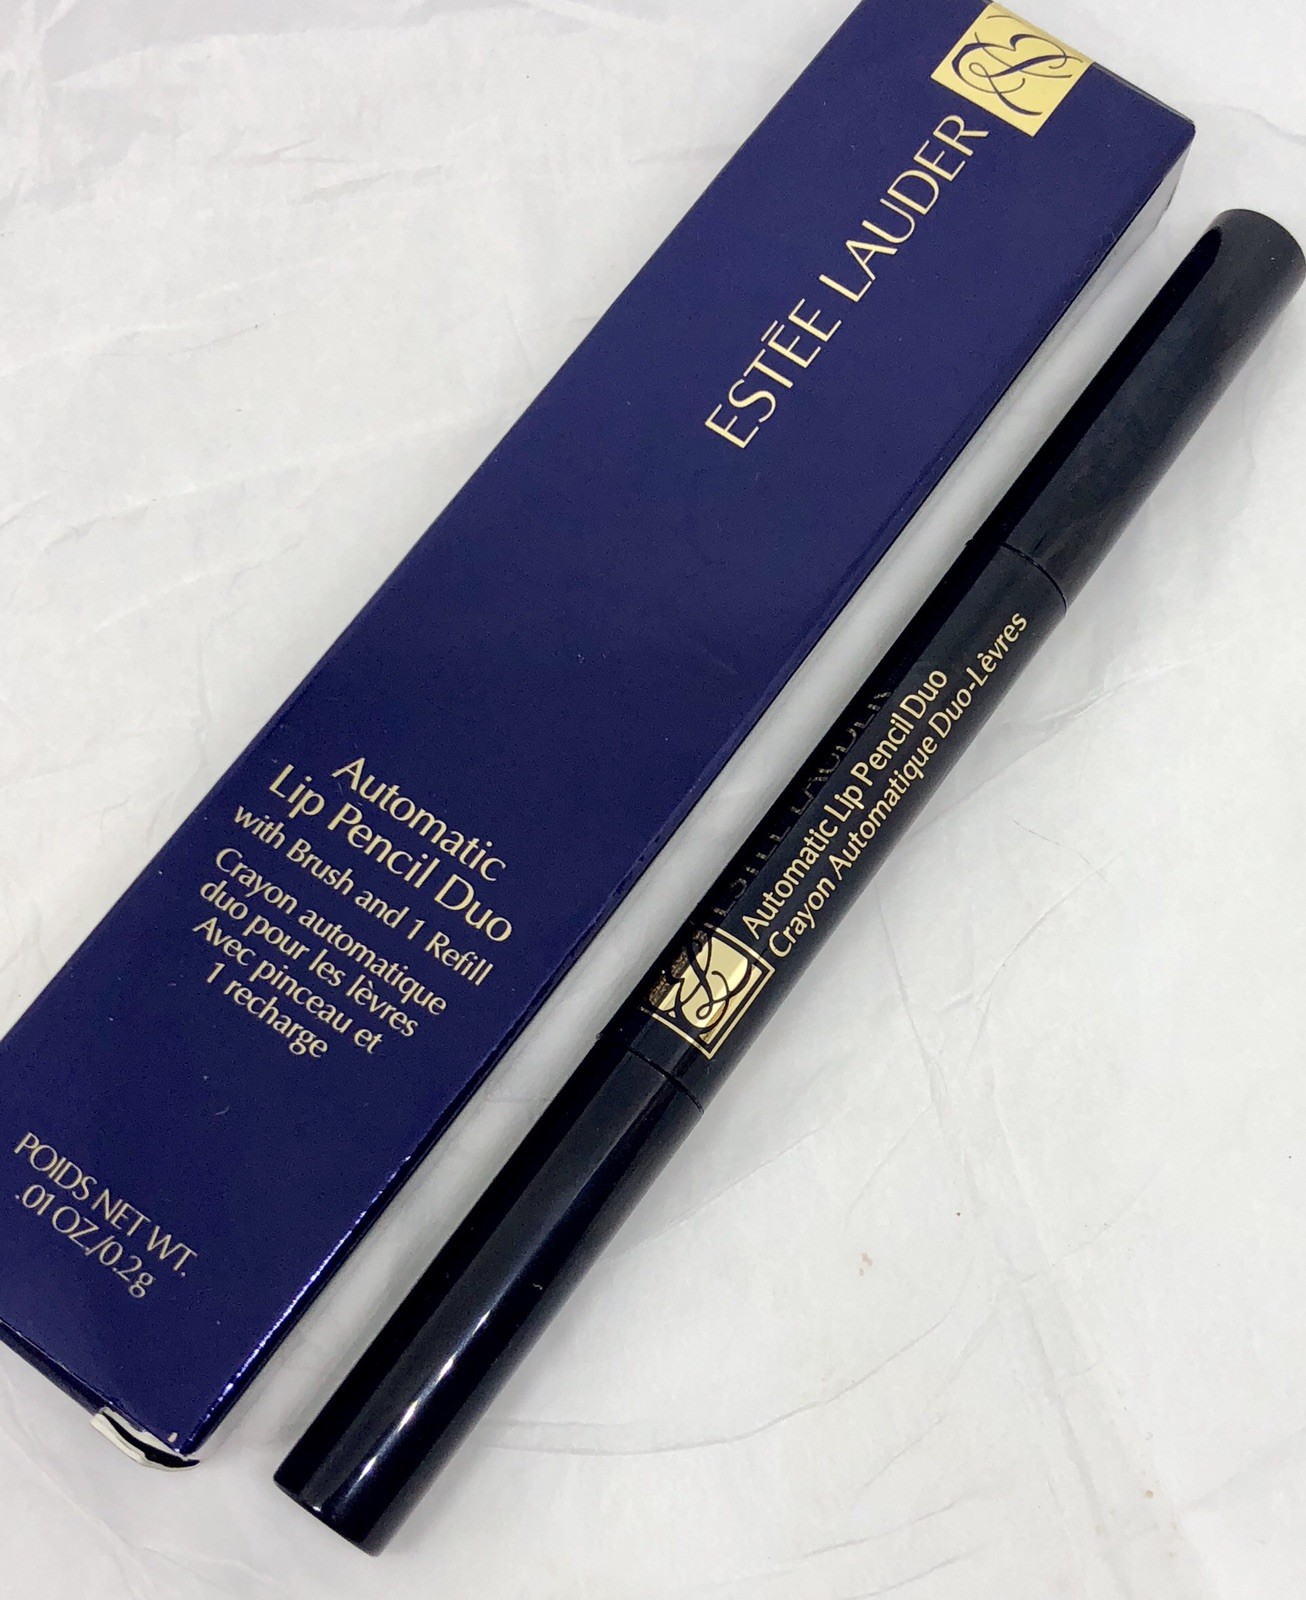 ESTĒE LAUDER
Automatic
Lip Pencil Duo
with Brush and 1 Refill
Crayon automatique
duo pour les lèvres
Avec pinceau et
1 recharge
POIDS NET WT.
.01 OZ/0.2g
Automatic Lip Pencil Duo
Crayon Automatique Duo-Lèvres